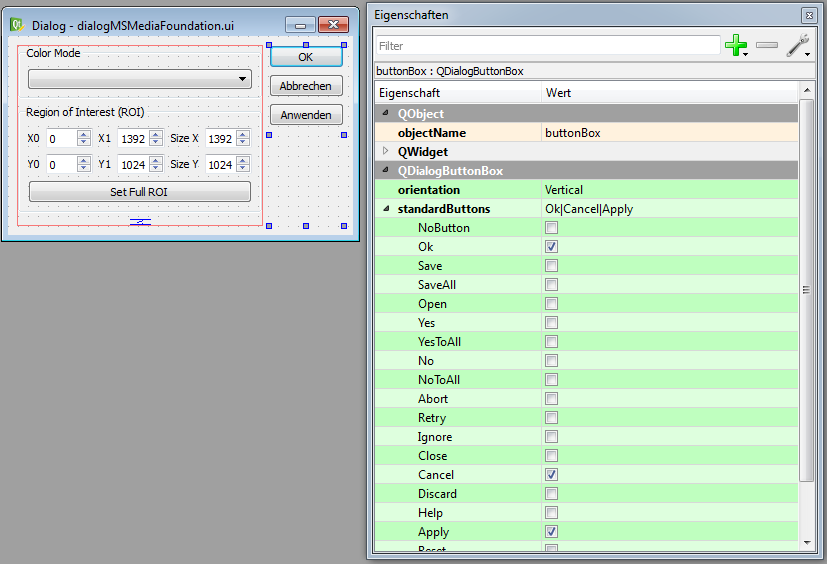 Dialog - dialogMSMediaFoundation.ui
Color Mode
OK
Abbrechen
Anwenden
Region of Interest (ROI)
X0 0 X1 1392 Size X 1392
Y0 0 Y1 1024 Size Y 1024
Set Full ROI
Eigenschaften
Filter
buttonBox : QDialogButtonBox
Eigenschaft Wert
QObject
objectName buttonBox
QWidget
QDialogButtonBox
orientation Vertical
standardButtons Ok|Cancel|Apply
NoButton
Ok
Save
SaveAll
Open
Yes
YesToAll
No
NoToAll
Abort
Retry
Ignore
Close
Cancel
Discard
Help
Apply
Reset